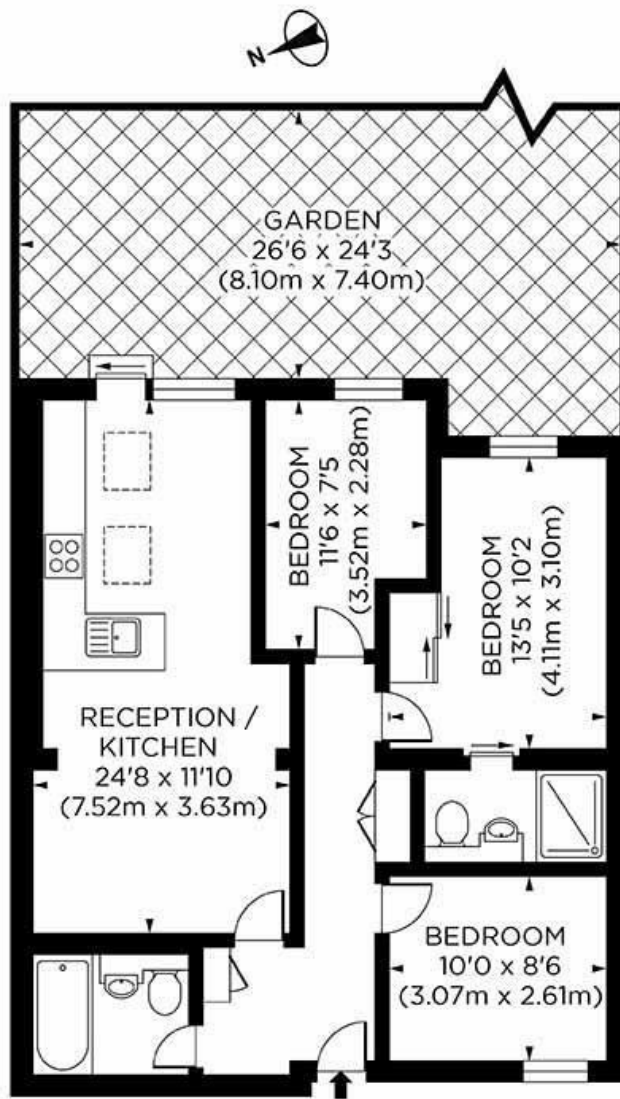 N
GARDEN
26'6 x 24'3
(8.10m x 7.40m)
BEDROOM
11'6 x 7'5
(3.52m x 2.28m)
BEDROOM
13'5 x 10'2
(4.11m x 3.10m)
RECEPTION /
KITCHEN
24'8 x 11'10
(7.52m x 3.63m)
BEDROOM
10'0 x 8'6
(3.07m x 2.61m)